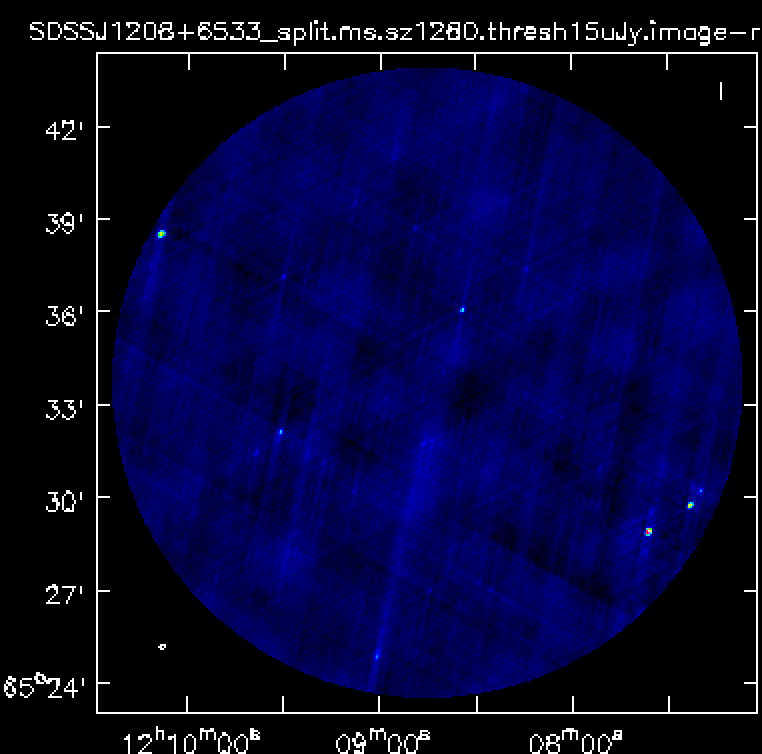 SDSSJ1208+6533_split.ms.sz1280.thresh15uJy.image-r
I
42'
39'
36'
33'
30'
27'
65°24'
12h10m00s 09m00s 08m00s